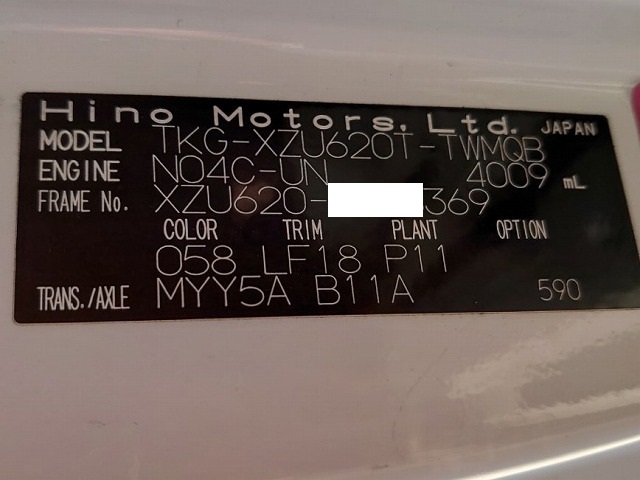 Hino Motors, Ltd. JAPAN
MODEL TKG-XZU620T-TWMQB
ENGINE N04C-UN 4009 mL
FRAME No. XZU620- 369
COLOR TRIM PLANT OPTION
058 LF18 P11
TRANS./AXLE MYY5A B11A 590